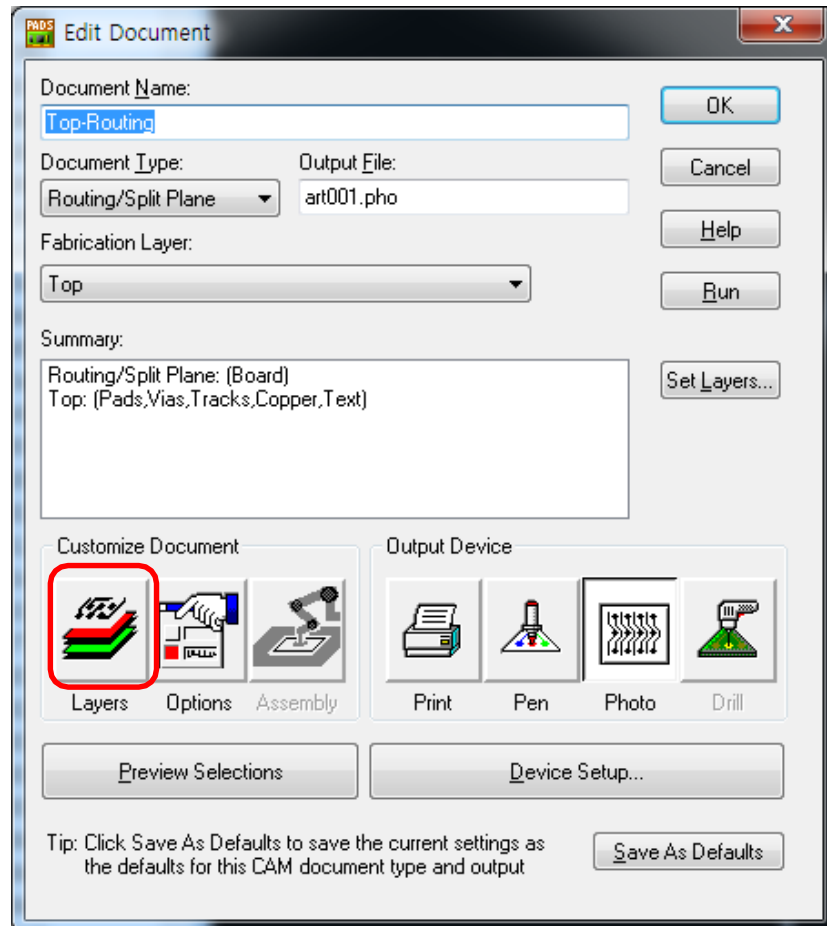 PADS
Edit Document
Document Name:
Top-Routing
OK
Document Type:
Output File:
Cancel
Routing/Split Plane
art001.pho
Help
Fabrication Layer:
Top
Run
Summary:
Routing/Split Plane: (Board)
Top: (Pads,Vias,Tracks,Copper,Text)
Set Layers...
Customize Document
Output Device
Layers
Options
Assembly
Print
Pen
Photo
Drill
Preview Selections
Device Setup...
Tip: Click Save As Defaults to save the current settings as
the defaults for this CAM document type and output
Save As Defaults